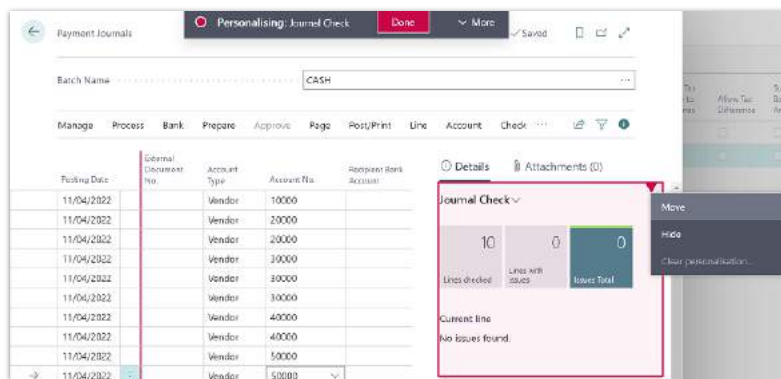 Personalising: Journal Check Done More
Payment Journals Saved
Batch Name CASH
Manage Process Bank Prepare Approve Page Post/Print Line Account Check
Posting Date External Document No. Account Type Account No. Recipient Bank Account
Details Attachments (0)
11/04/2022 Vendor 10000
11/04/2022 Vendor 20000
11/04/2022 Vendor 20000
11/04/2022 Vendor 30000
11/04/2022 Vendor 30000
11/04/2022 Vendor 30000
11/04/2022 Vendor 40000
11/04/2022 Vendor 40000
11/04/2022 Vendor 50000
11/04/2022 Vendor 50000
Journal Check
10 0 0
Lines checked Lines with issues Issues Total
Current line
No issues found.
Move
Hide
Clear personalisation...
Allow Tax Difference